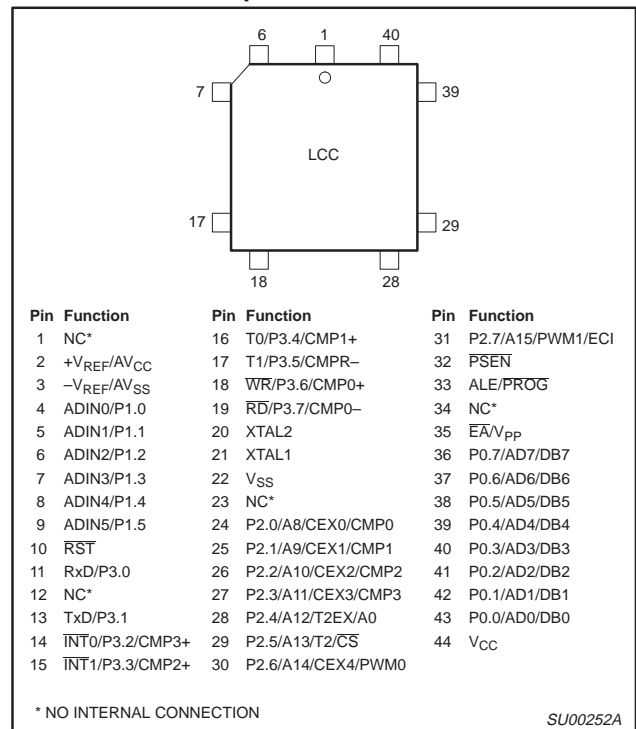 6 1 40
7 39
LCC
17 29
18 28
Pin Function Pin Function Pin Function
1 NC* 16 T0/P3.4/CMP1+ 31 P2.7/A15/PWM1/ECI
2 +VREF/AVCC 17 T1/P3.5/CMPR– 32 P̅S̅E̅N̅
3 –VREF/AVSS 18 W̅R̅/P3.6/CMP0+ 33 ALE/P̅R̅O̅G̅
4 ADIN0/P1.0 19 R̅D̅/P3.7/CMP0– 34 NC*
5 ADIN1/P1.1 20 XTAL2 35 E̅A̅/VPP
6 ADIN2/P1.2 21 XTAL1 36 P0.7/AD7/DB7
7 ADIN3/P1.3 22 VSS 37 P0.6/AD6/DB6
8 ADIN4/P1.4 23 NC* 38 P0.5/AD5/DB5
9 ADIN5/P1.5 24 P2.0/A8/CEX0/CMP0 39 P0.4/AD4/DB4
10 R̅S̅T̅ 25 P2.1/A9/CEX1/CMP1 40 P0.3/AD3/DB3
11 RxD/P3.0 26 P2.2/A10/CEX2/CMP2 41 P0.2/AD2/DB2
12 NC* 27 P2.3/A11/CEX3/CMP3 42 P0.1/AD1/DB1
13 TxD/P3.1 28 P2.4/A12/T2EX/A0 43 P0.0/AD0/DB0
14 I̅N̅T̅0/P3.2/CMP3+ 29 P2.5/A13/T2/C̅S̅ 44 VCC
15 I̅N̅T̅1/P3.3/CMP2+ 30 P2.6/A14/CEX4/PWM0
* NO INTERNAL CONNECTION
SU00252A